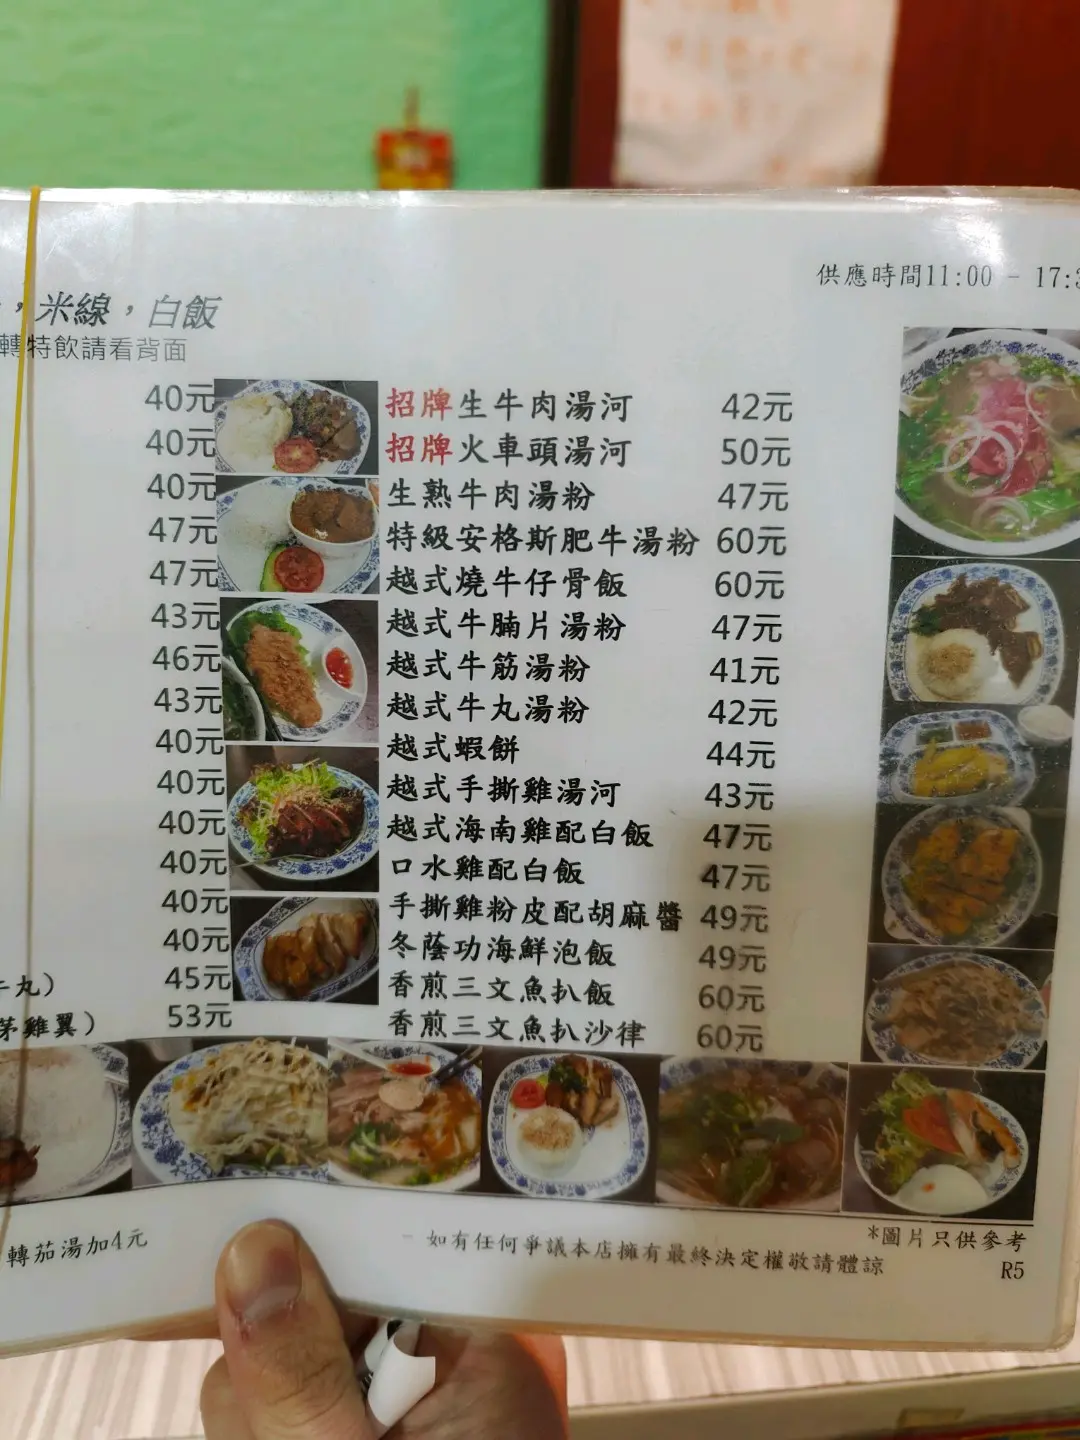 供應時間11:00 - 17:3
，米線，白飯
轉特飲請看背面
40元
40元
40元
47元
47元
43元
46元
43元
40元
40元
40元
40元
40元
40元
牛丸） 45元
茅雞翼） 53元
招牌生牛肉湯河 42元
招牌火車頭湯河 50元
生熟牛肉湯粉 47元
特級安格斯肥牛湯粉 60元
越式燒牛仔骨飯 60元
越式牛腩片湯粉 47元
越式牛筋湯粉 41元
越式牛丸湯粉 42元
越式蝦餅 44元
越式手撕雞湯河 43元
越式海南雞配白飯 47元
口水雞配白飯 47元
手撕雞粉皮配胡麻醬 49元
冬蔭功海鮮泡飯 49元
香煎三文魚扒飯 60元
香煎三文魚扒沙律 60元
轉茄湯加4元
- 如有任何爭議本店擁有最終決定權敬請體諒
*圖片只供參考
R5